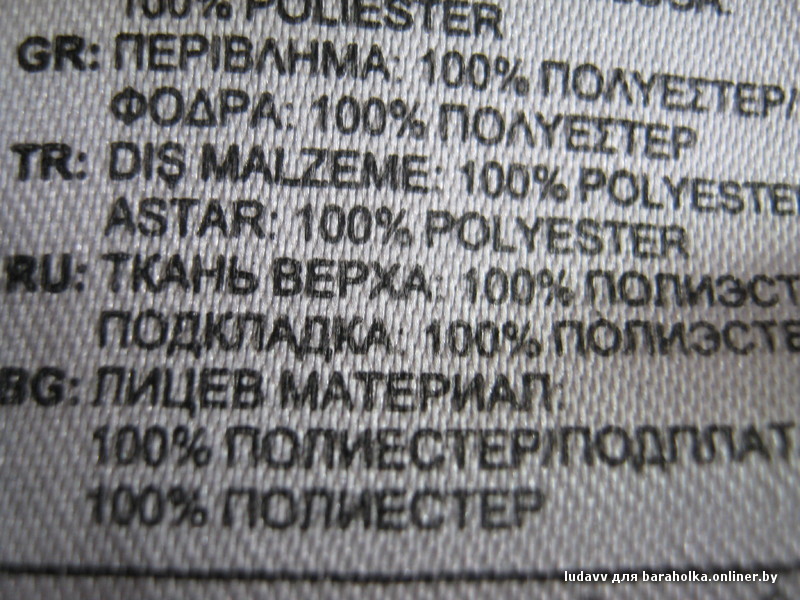 100% POLIESTER
GR: ΠΕΡΙΒΛΗΜΑ: 100% ΠΟΛΥΕΣΤΕΡ/
ΦΟΔΡΑ: 100% ΠΟΛΥΕΣΤΕΡ
TR: DIŞ MALZEME: 100% POLYESTE
ASTAR: 100% POLYESTER
RU: ТКАНЬ ВЕРХА: 100% ПОЛИЭСТ
ПОДКЛАДКА: 100% ПОЛИЭСТЕ
BG: ЛИЦЕВ МАТЕРИАЛ:
100% ПОЛИЕСТЕР/ПОДПЛАТ
100% ПОЛИЕСТЕР
ludavv для baraholka.onliner.by